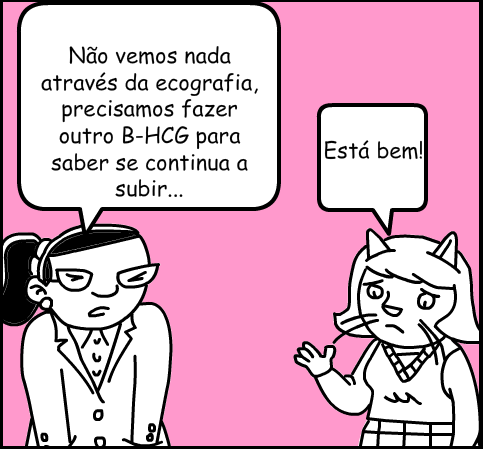 Não vemos nada
através da ecografia,
precisamos fazer
outro B-HCG para
saber se continua a
subir...
Está bem!